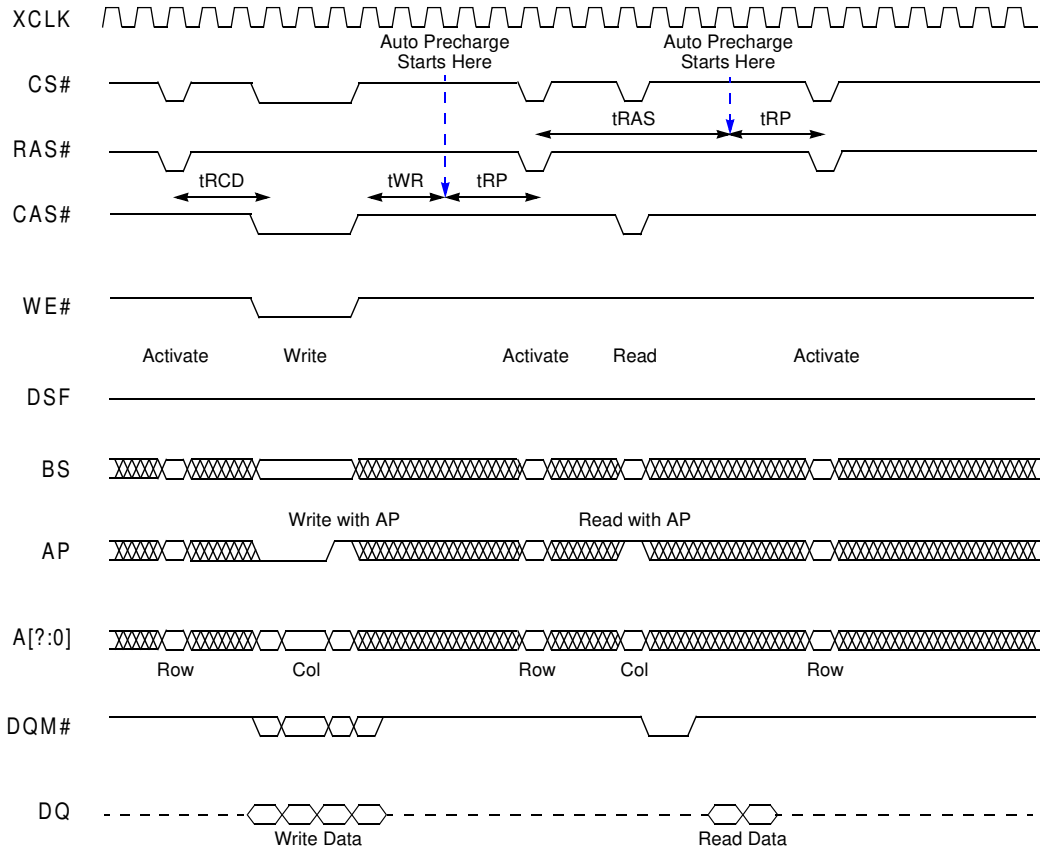 XCLK
Auto Precharge
Starts Here
Auto Precharge
Starts Here
CS#
tRAS
tRP
RAS#
tRCD
tWR
tRP
CAS#
WE#
Activate
Write
Activate
Read
Activate
DSF
BS
Write with AP
Read with AP
AP
A[?:0]
Row
Col
Row
Col
Row
DQM#
DQ
Write Data
Read Data